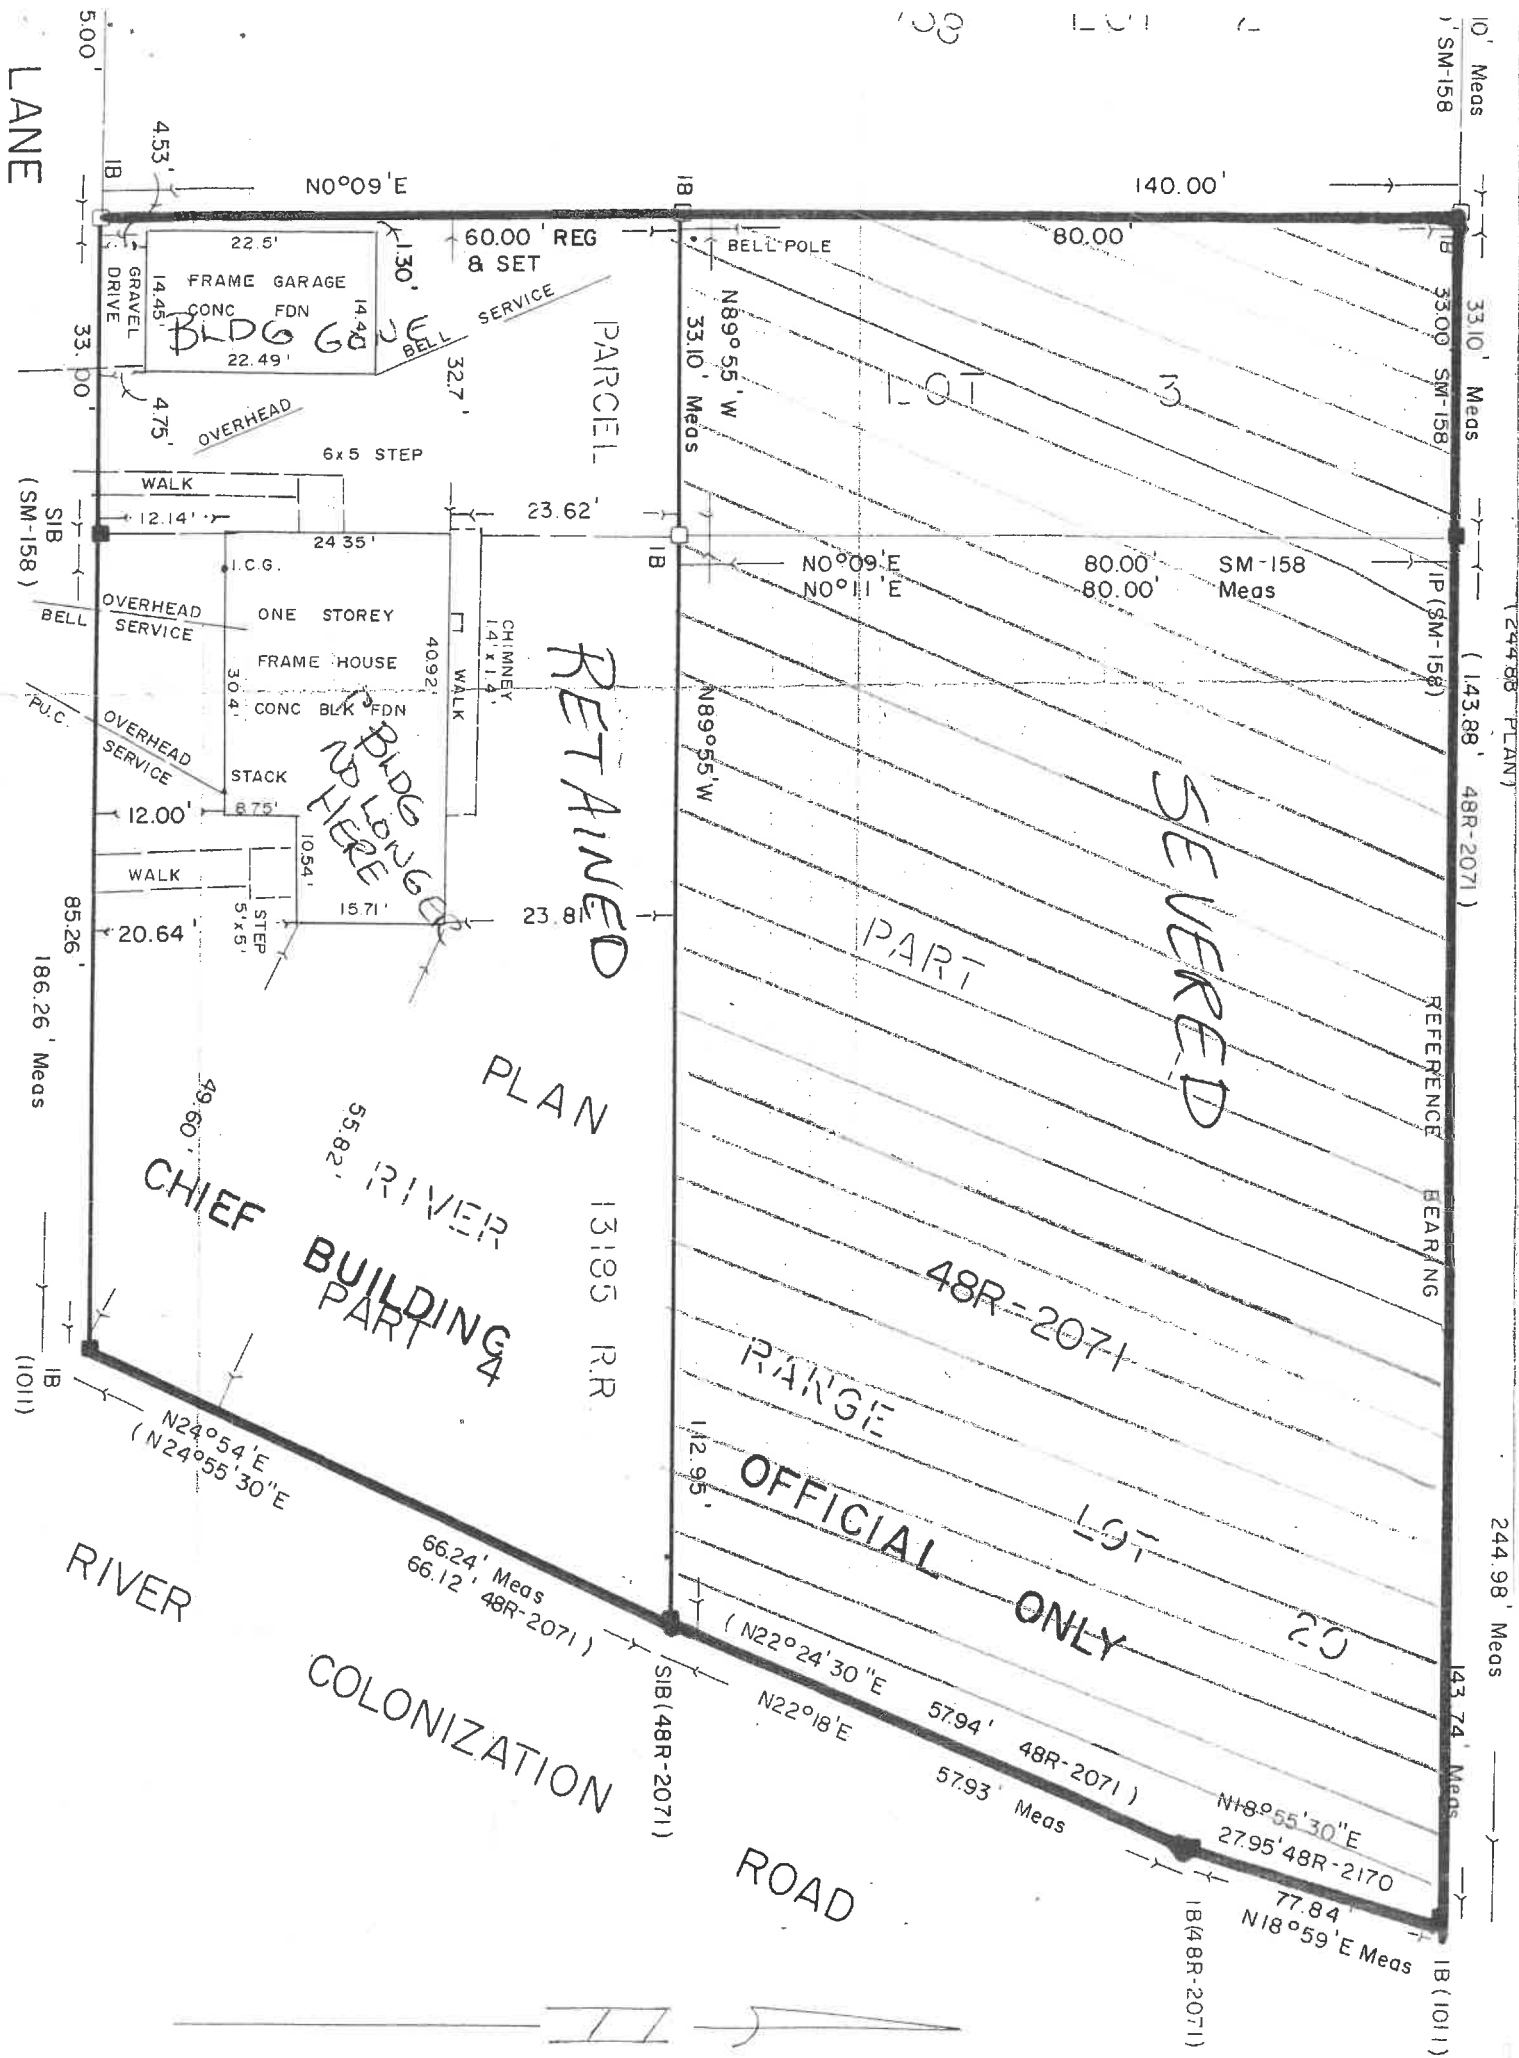 10' Meas
' SM-158
LOT
5.00'
LANE
4.53'
IB
N0°09'E
IB
140.00'
IB
33.10' Meas
33.00 SM-158
22.5'
1.30'
60.00' REG
& SET
BELL POLE
80.00'
FRAME GARAGE
CONC FDN
GRAVEL
DRIVE
14.45'
14.40
BLDG GONE
22.49'
BELL SERVICE
33.00'
4.75'
OVERHEAD
32.7'
PARCEL
N89°55'W
33.10' Meas
LOT 3
6x5 STEP
WALK
SIB
(SM-158)
12.14'
24.35'
23.62'
IB
N0°09'E 80.00' SM-158
N0°11'E 80.00' Meas
IP (SM-158)
(143.88' 48R-2071)
(244.88 PLAN)
I.C.G.
BELL
OVERHEAD
SERVICE
ONE STOREY
FRAME HOUSE
CONC BLK FDN
30.4'
40.92'
WALK
CHIMNEY
1.4' x 1.4'
P.U.C.
OVERHEAD
SERVICE
STACK
8.75'
BLDG
NO LONGER
HERE
RETAINED
N89°55'W
SEVERED
12.00'
10.54'
WALK
STEP
5'x5'
15.71'
23.81'
20.64'
85.26'
186.26' Meas
PART
REFERENCE BEARING
PLAN 13185 R.R.
49.60'
55.82'
RIVER
CHIEF BUILDING
PART 4
48R-2071
RANGE
LOT 20
OFFICIAL ONLY
112.95'
244.98' Meas
143.74' Meas
IB
(1011)
N24°54'E
(N24°55'30"E
66.24' Meas
66.12' 48R-2071)
SIB (48R-2071)
(N22°24'30"E 57.94' 48R-2071)
N22°18'E 57.93' Meas
N18°55'30"E
27.95' 48R-2170
77.84'
N18°59'E Meas
IB (48R-2071)
IB (1011)
RIVER COLONIZATION ROAD